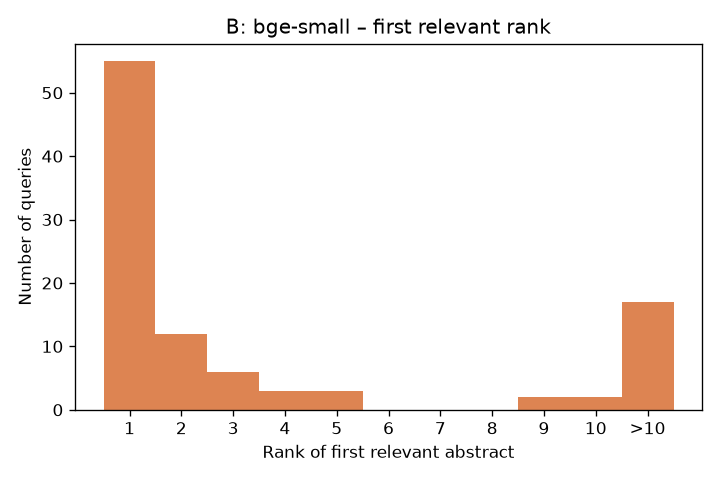 B: bge-small – first relevant rank
Number of queries
50
40
30
20
10
0
1 2 3 4 5 6 7 8 9 10 >10
Rank of first relevant abstract